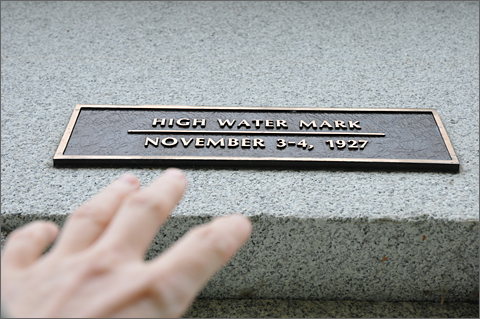 HIGH WATER MARK
NOVEMBER 3-4, 1927